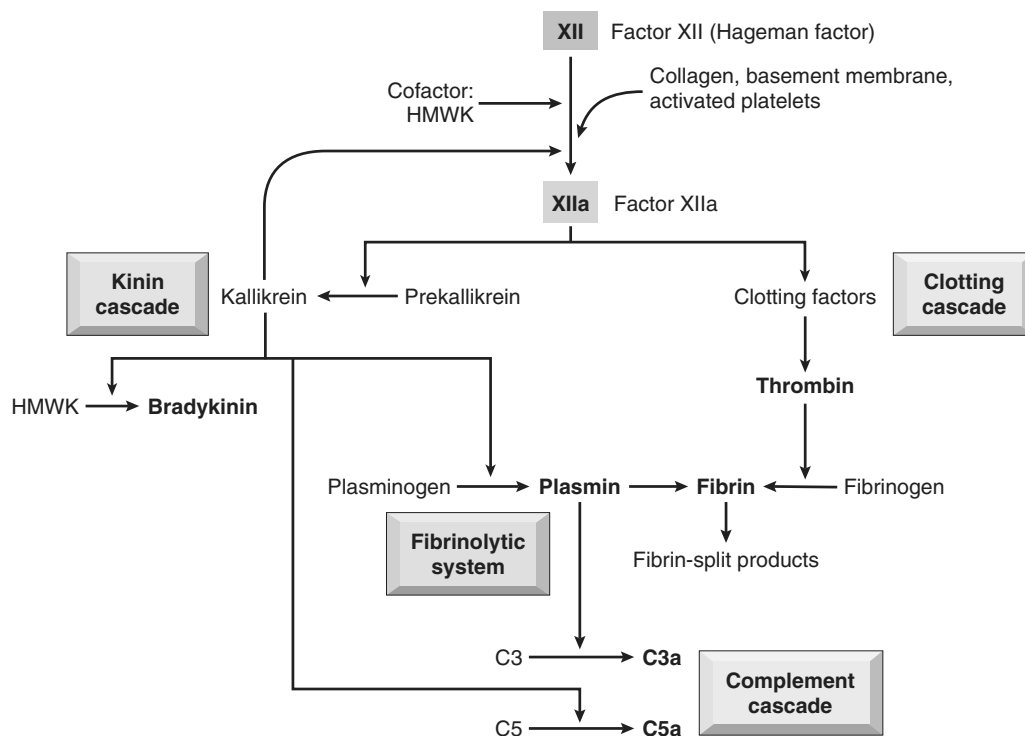 XII Factor XII (Hageman factor)
Cofactor:
HMWK
Collagen, basement membrane,
activated platelets
XIIa Factor XIIa
Kinin
cascade
Kallikrein
Prekallikrein
Clotting factors
Clotting
cascade
HMWK
Bradykinin
Thrombin
Plasminogen
Plasmin
Fibrin
Fibrinogen
Fibrinolytic
system
Fibrin-split products
C3
C3a
Complement
cascade
C5
C5a